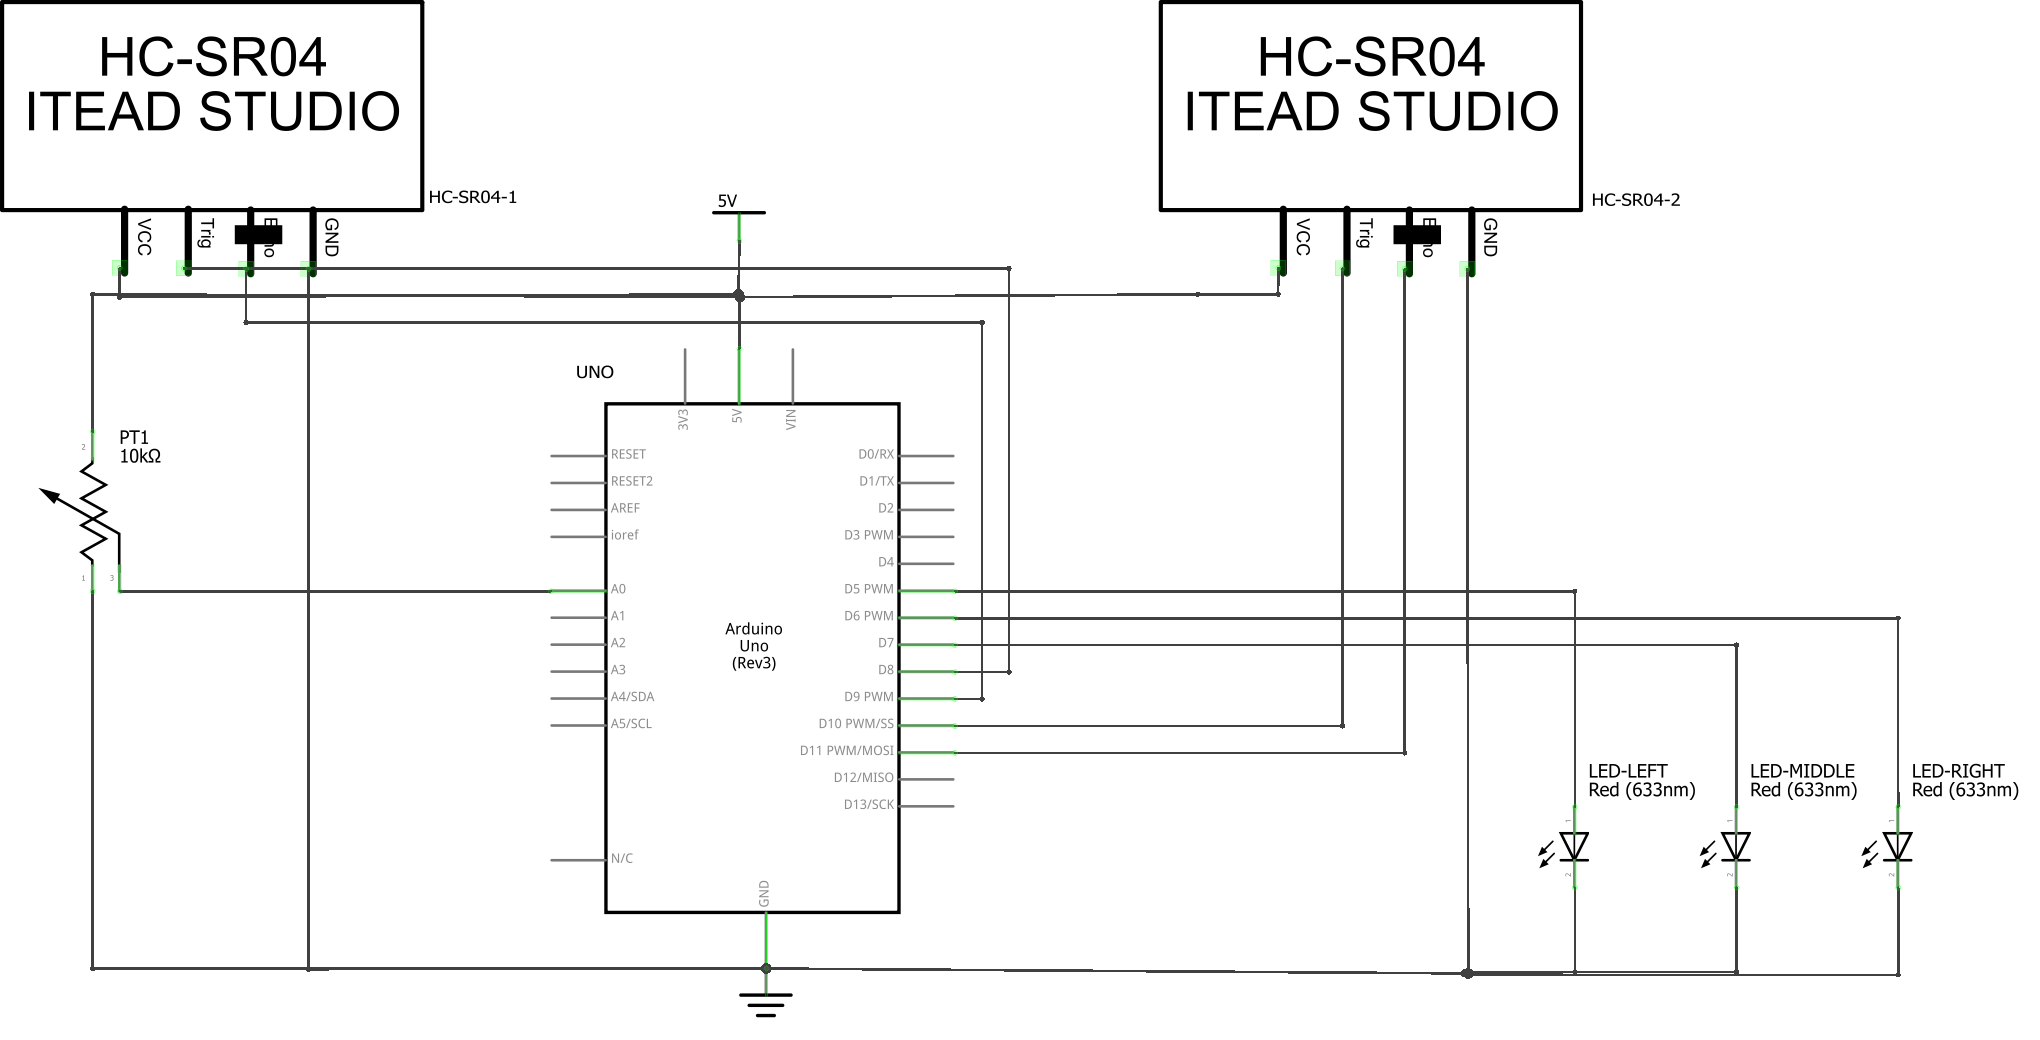 HC-SR04
ITEAD STUDIO
HC-SR04-1
VCC
Trig
GND
5V
HC-SR04
ITEAD STUDIO
HC-SR04-2
VCC
Trig
GND
UNO
3V3
5V
VIN
PT1
10kΩ
2
1
3
RESET
RESET2
AREF
ioref
A0
A1
A2
A3
A4/SDA
A5/SCL
N/C
Arduino
Uno
(Rev3)
D0/RX
D1/TX
D2
D3 PWM
D4
D5 PWM
D6 PWM
D7
D8
D9 PWM
D10 PWM/SS
D11 PWM/MOSI
D12/MISO
D13/SCK
GND
LED-LEFT
Red (633nm)
1
2
LED-MIDDLE
Red (633nm)
1
2
LED-RIGHT
Red (633nm)
1
2